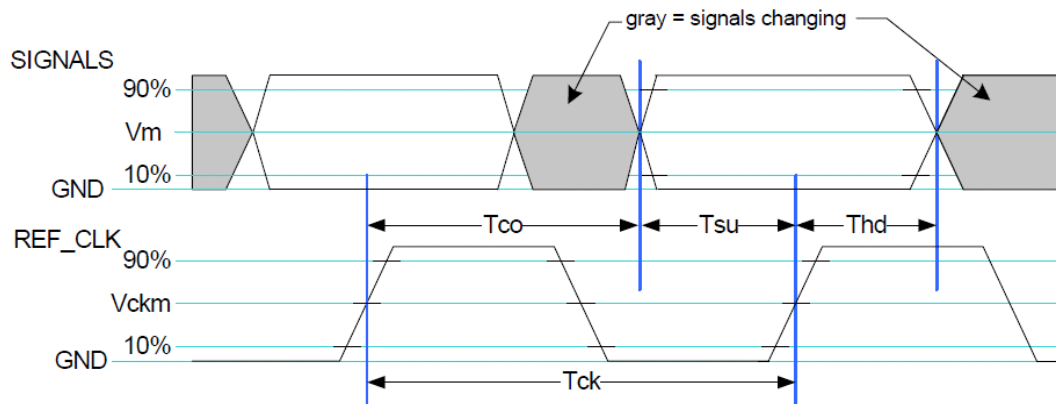 gray = signals changing
SIGNALS
90%
Vm
10%
GND
Tco
Tsu
Thd
REF_CLK
90%
Vckm
10%
GND
Tck